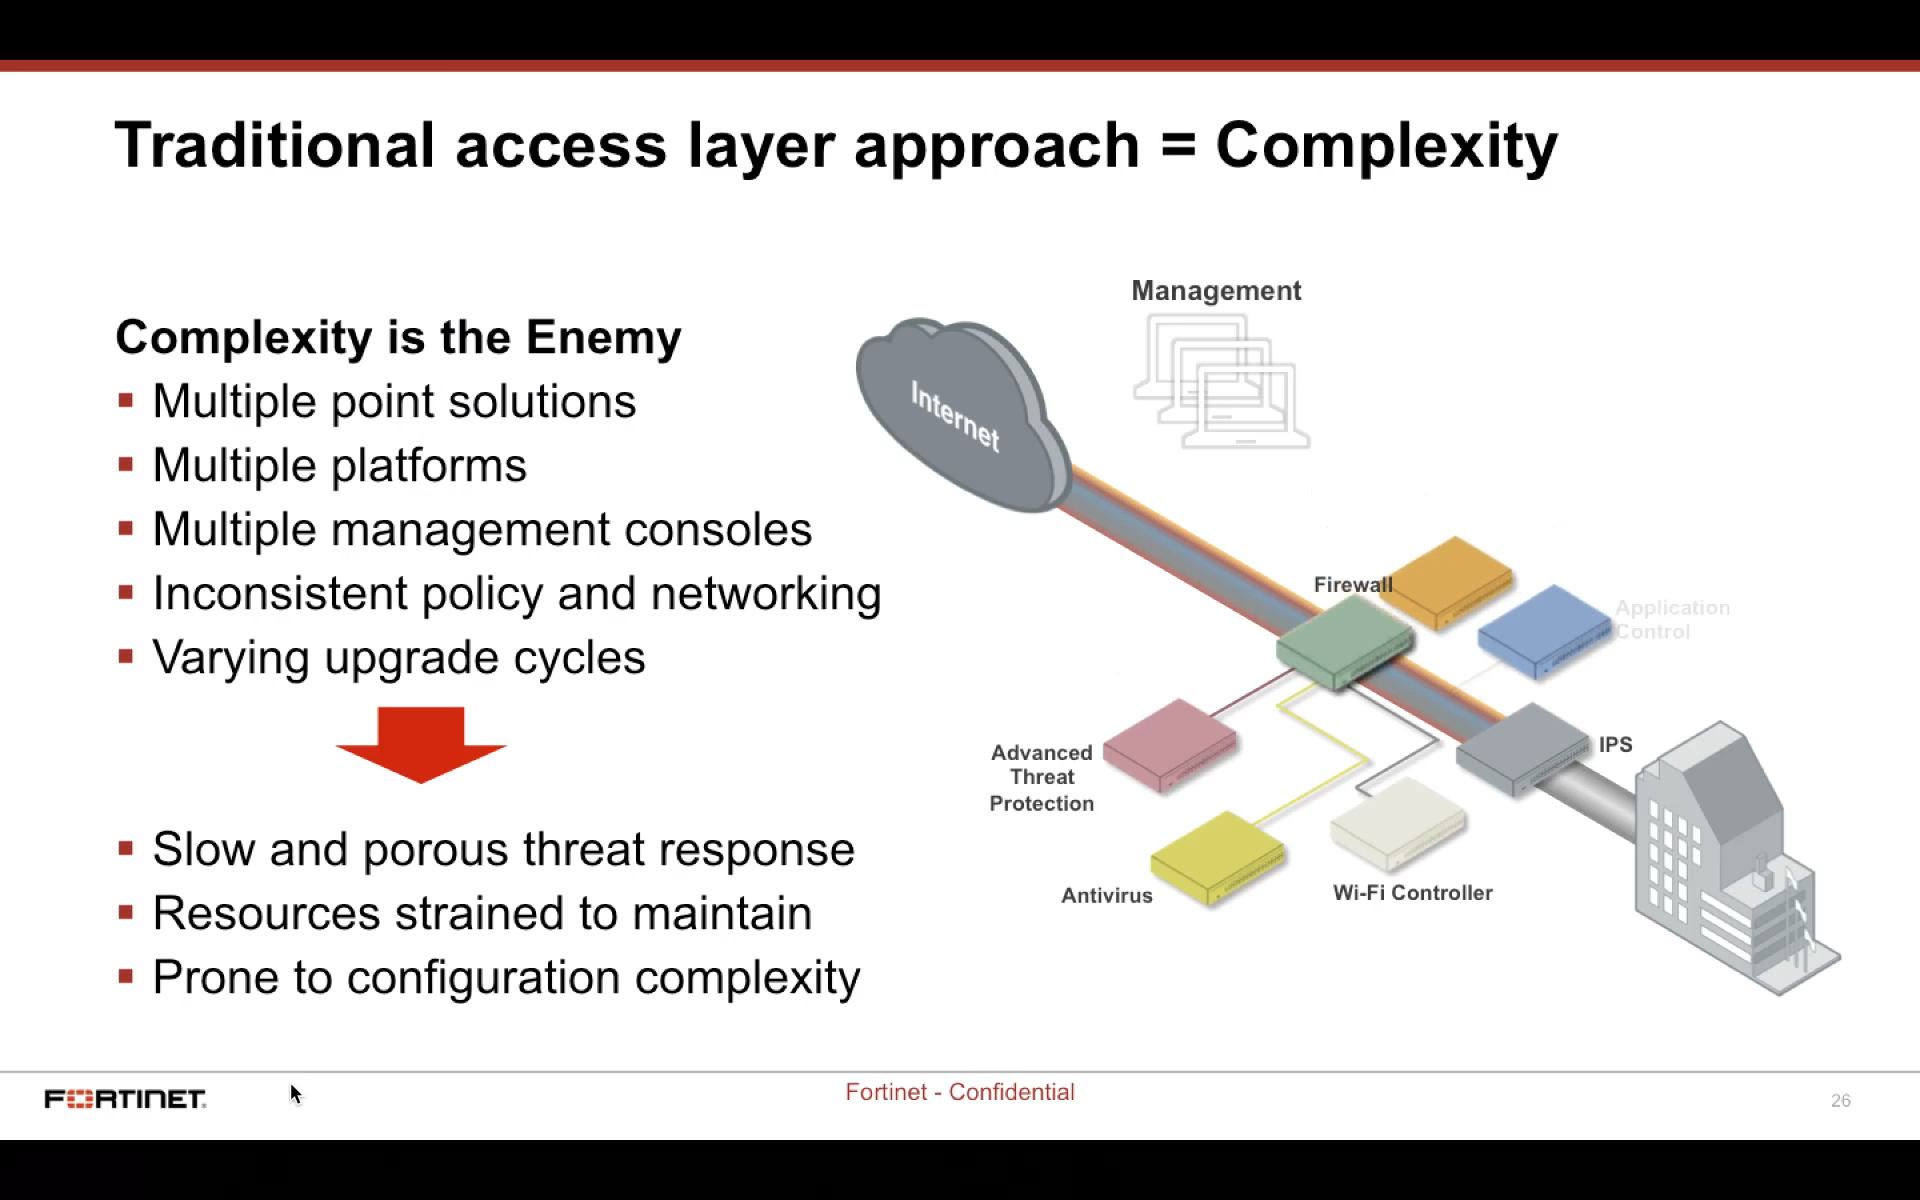 Traditional access layer approach = Complexity
Complexity is the Enemy
Multiple point solutions
Multiple platforms
Multiple management consoles
Inconsistent policy and networking
Varying upgrade cycles
Slow and porous threat response
Resources strained to maintain
Prone to configuration complexity
Management
Internet
Firewall
Application
Control
IPS
Advanced
Threat
Protection
Antivirus
Wi-Fi Controller
FORTINET
Fortinet - Confidential
26